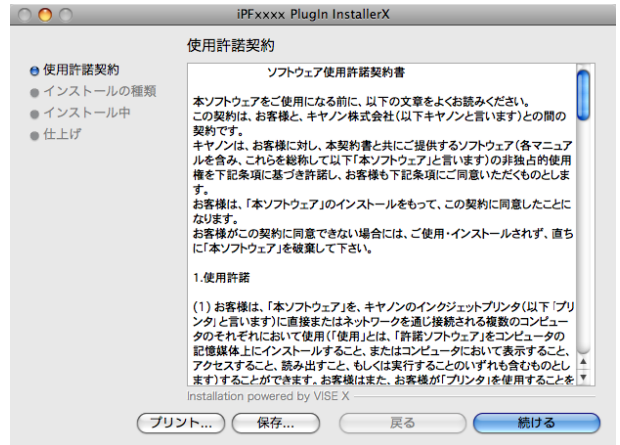 iPFxxxx PlugIn InstallerX
使用許諾契約
使用許諾契約
インストールの種類
インストール中
仕上げ
ソフトウェア使用許諾契約書
本ソフトウェアをご使用になる前に、以下の文章をよくお読みください。
この契約は、お客様と、キヤノン株式会社(以下キヤノンと言います)との間の
契約です。
キヤノンは、お客様に対し、本契約書と共にご提供するソフトウェア(各マニュア
ルを含み、これらを総称して以下「本ソフトウェア」と言います)の非独占的使用
権を下記条項に基づき許諾し、お客様も下記条項にご同意いただくものとしま
す。
お客様は、「本ソフトウェア」のインストールをもって、この契約に同意したことに
なります。
お客様がこの契約に同意できない場合には、ご使用・インストールされず、直ち
に「本ソフトウェア」を破棄して下さい。
1.使用許諾
(1) お客様は、「本ソフトウェア」を、キヤノンのインクジェットプリンタ(以下「プリ
ンタ」と言います)に直接またはネットワークを通じ接続される複数のコンピュー
タのそれぞれにおいて使用(「使用」とは、「許諾ソフトウェア」をコンピュータの
記憶媒体上にインストールすること、またはコンピュータにおいて表示すること、
アクセスすること、読み出すこと、もしくは実行することのいずれも含むものとし
ます)することができます。お客様はまた、お客様が「プリンタ」を使用することを
Installation powered by VISE X
プリント...
保存...
戻る
続ける